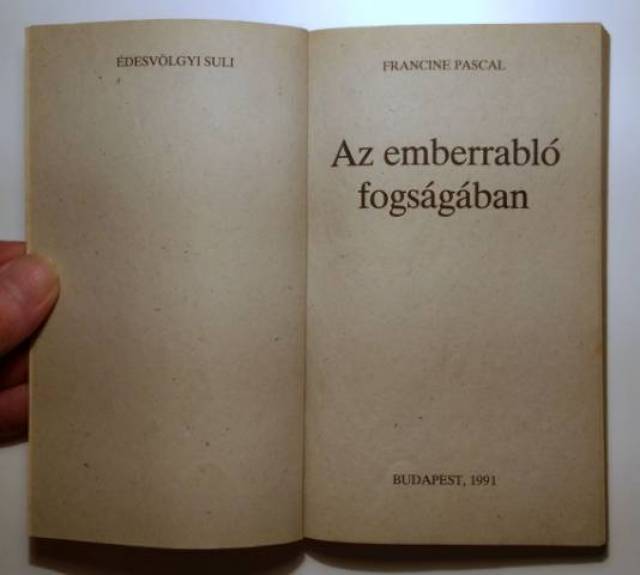 ÉDESVÖLGYI SULI
FRANCINE PASCAL
Az emberrabló
fogságában
BUDAPEST, 1991